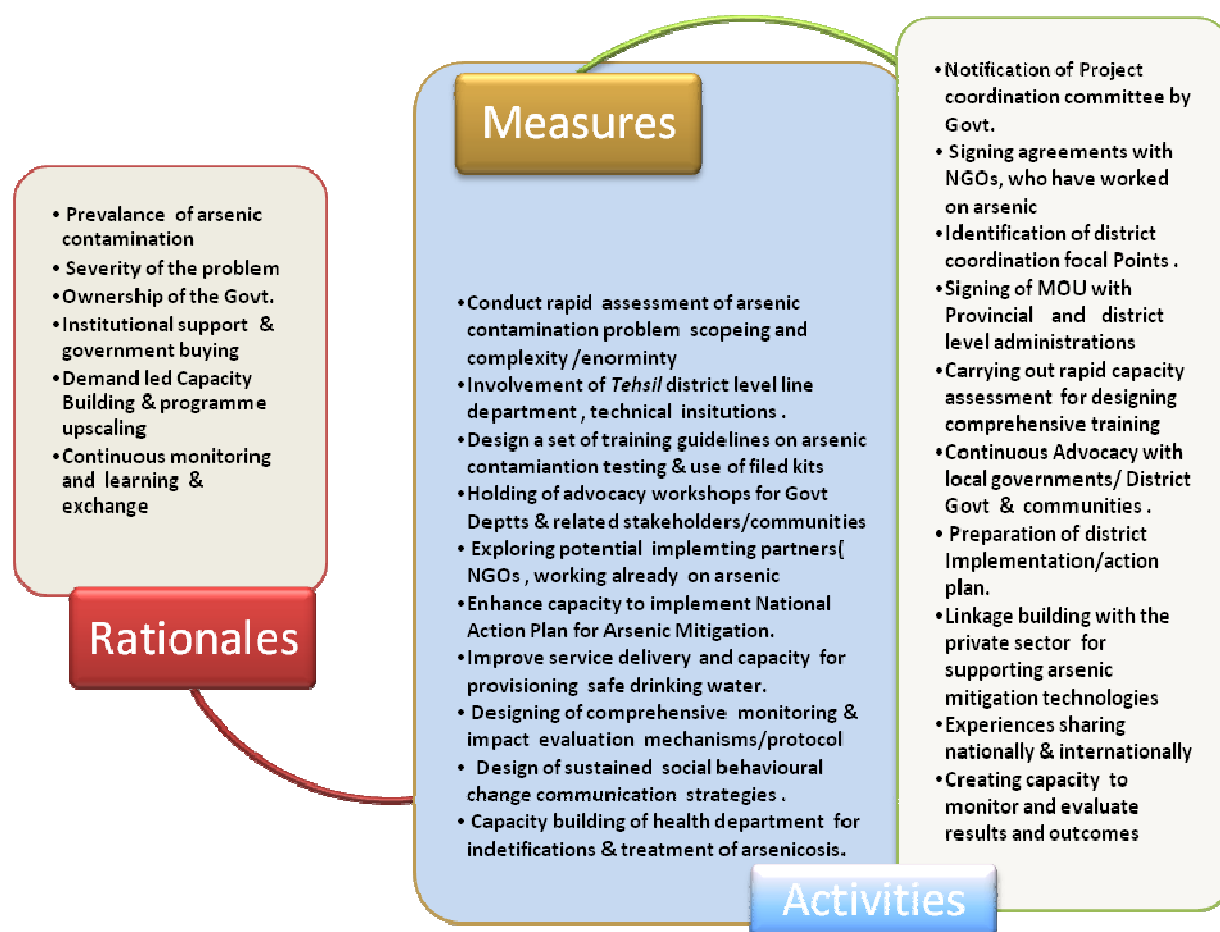 • Prevalance of arsenic
contamination
• Severity of the problem
•Ownership of the Govt.
•Institutional support &
government buying
•Demand led Capacity
Building & programme
upscaling
•Continuous monitoring
and learning &
exchange
Rationales
Measures
•Conduct rapid assessment of arsenic
contamination problem scopeing and
complexity /enorminty
•Involvement of Tehsil district level line
department , technical insitutions .
•Design a set of training guidelines on arsenic
contamiantion testing & use of filed kits
•Holding of advocacy workshops for Govt
Deptts & related stakeholders/communities
• Exploring potential implemting partners(
NGOs , working already on arsenic
•Enhance capacity to implement National
Action Plan for Arsenic Mitigation.
•Improve service delivery and capacity for
provisioning safe drinking water.
• Designing of comprehensive monitoring &
impact evaluation mechanisms/protocol
• Design of sustained social behavioural
change communication strategies .
• Capacity building of health department for
indetifications & treatment of arsenicosis.
•Notification of Project
coordination committee by
Govt.
• Signing agreements with
NGOs, who have worked
on arsenic
•Identification of district
coordination focal Points .
•Signing of MOU with
Provincial and district
level administrations
•Carrying out rapid capacity
assessment for designing
comprehensive training
•Continuous Advocacy with
local governments/ District
Govt & communities .
• Preparation of district
Implementation/action
plan.
•Linkage building with the
private sector for
supporting arsenic
mitigation technologies
•Experiences sharing
nationally & internationally
•Creating capacity to
monitor and evaluate
results and outcomes
Activities